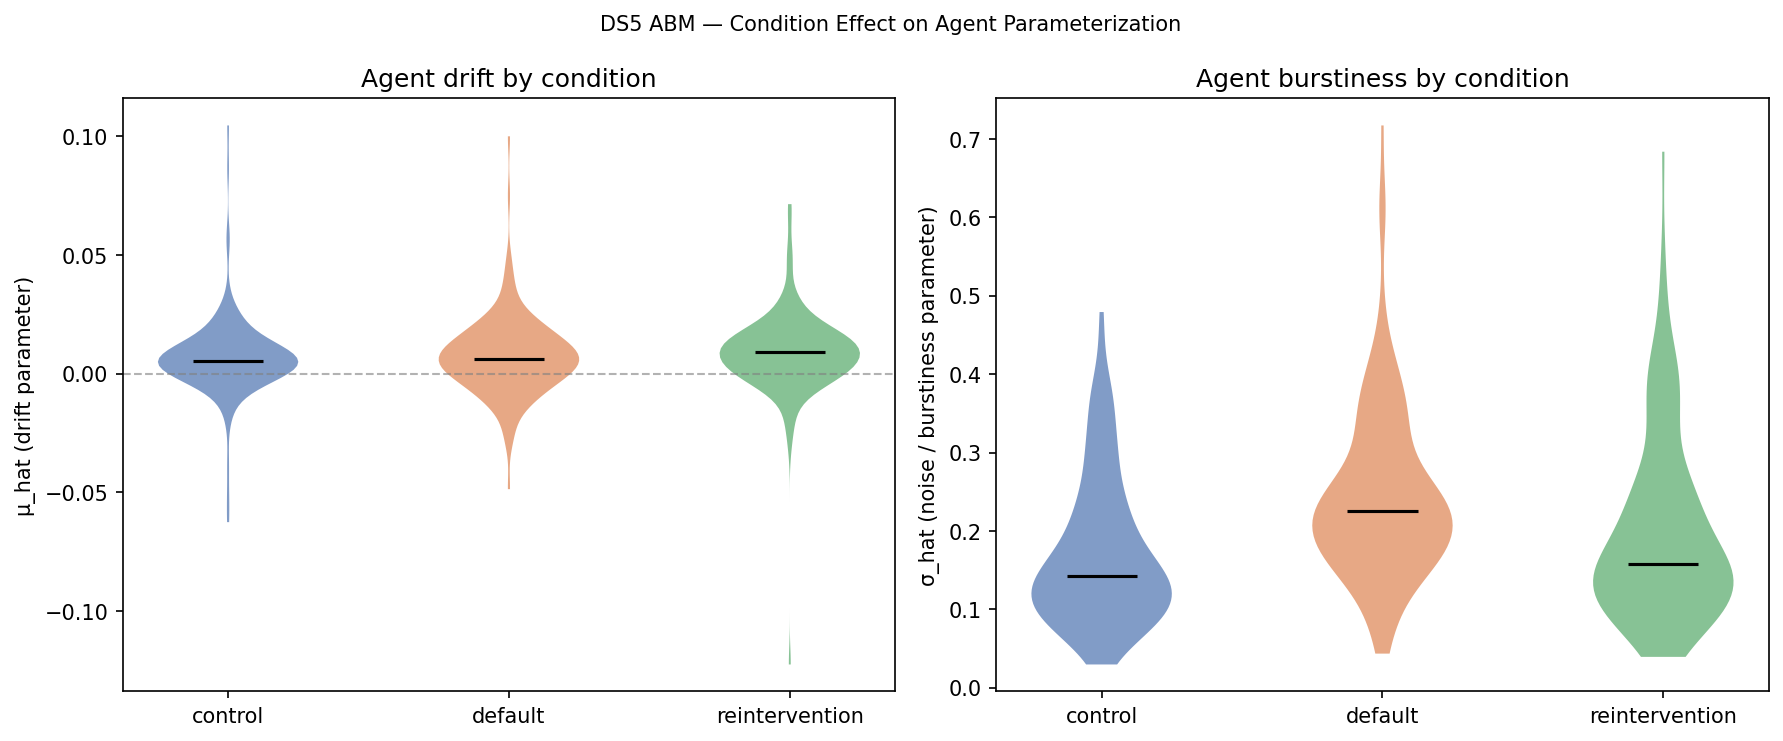 DS5 ABM — Condition Effect on Agent Parameterization
Agent drift by condition
μ_hat (drift parameter)
0.10
0.05
0.00
−0.05
−0.10
control
default
reintervention
Agent burstiness by condition
σ_hat (noise / burstiness parameter)
0.7
0.6
0.5
0.4
0.3
0.2
0.1
0.0
control
default
reintervention